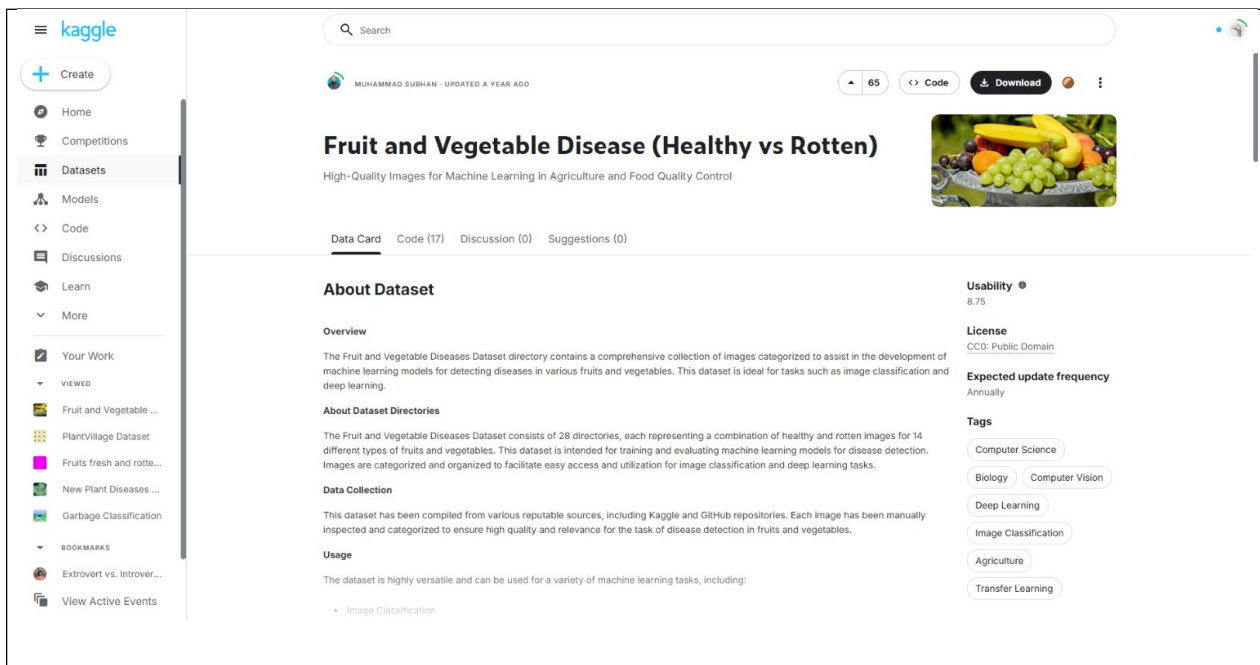 kaggle
Search
Create
Home
Competitions
Datasets
Models
Code
Discussions
Learn
More
Your Work
VIEWED
Fruit and Vegetable ...
PlantVillage Dataset
Fruits fresh and rotte...
New Plant Diseases ...
Garbage Classification
BOOKMARKS
Extrovert vs. Introver...
View Active Events
MUHAMMAD SUBHAN · UPDATED A YEAR AGO
65
<> Code
Download
Fruit and Vegetable Disease (Healthy vs Rotten)
High-Quality Images for Machine Learning in Agriculture and Food Quality Control
Data Card Code (17) Discussion (0) Suggestions (0)
About Dataset
Overview
The Fruit and Vegetable Diseases Dataset directory contains a comprehensive collection of images categorized to assist in the development of
machine learning models for detecting diseases in various fruits and vegetables. This dataset is ideal for tasks such as image classification and
deep learning.
About Dataset Directories
The Fruit and Vegetable Diseases Dataset consists of 28 directories, each representing a combination of healthy and rotten images for 14
different types of fruits and vegetables. This dataset is intended for training and evaluating machine learning models for disease detection.
Images are categorized and organized to facilitate easy access and utilization for image classification and deep learning tasks.
Data Collection
This dataset has been compiled from various reputable sources, including Kaggle and GitHub repositories. Each image has been manually
inspected and categorized to ensure high quality and relevance for the task of disease detection in fruits and vegetables.
Usage
The dataset is highly versatile and can be used for a variety of machine learning tasks, including:
• Image Classification
Usability
8.75
License
CC0: Public Domain
Expected update frequency
Annually
Tags
Computer Science
Biology Computer Vision
Deep Learning
Image Classification
Agriculture
Transfer Learning